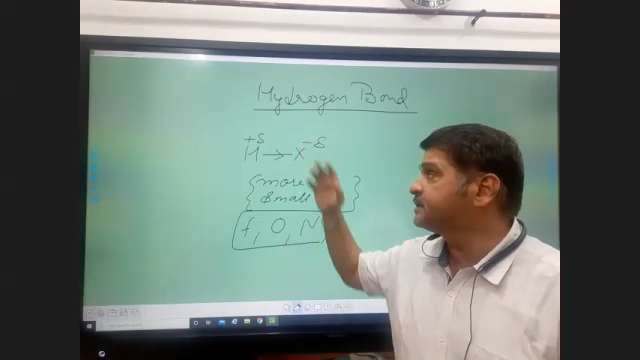 Hydrogen Bond
+δ -δ
H → X
{ more }
Small
F, O, N